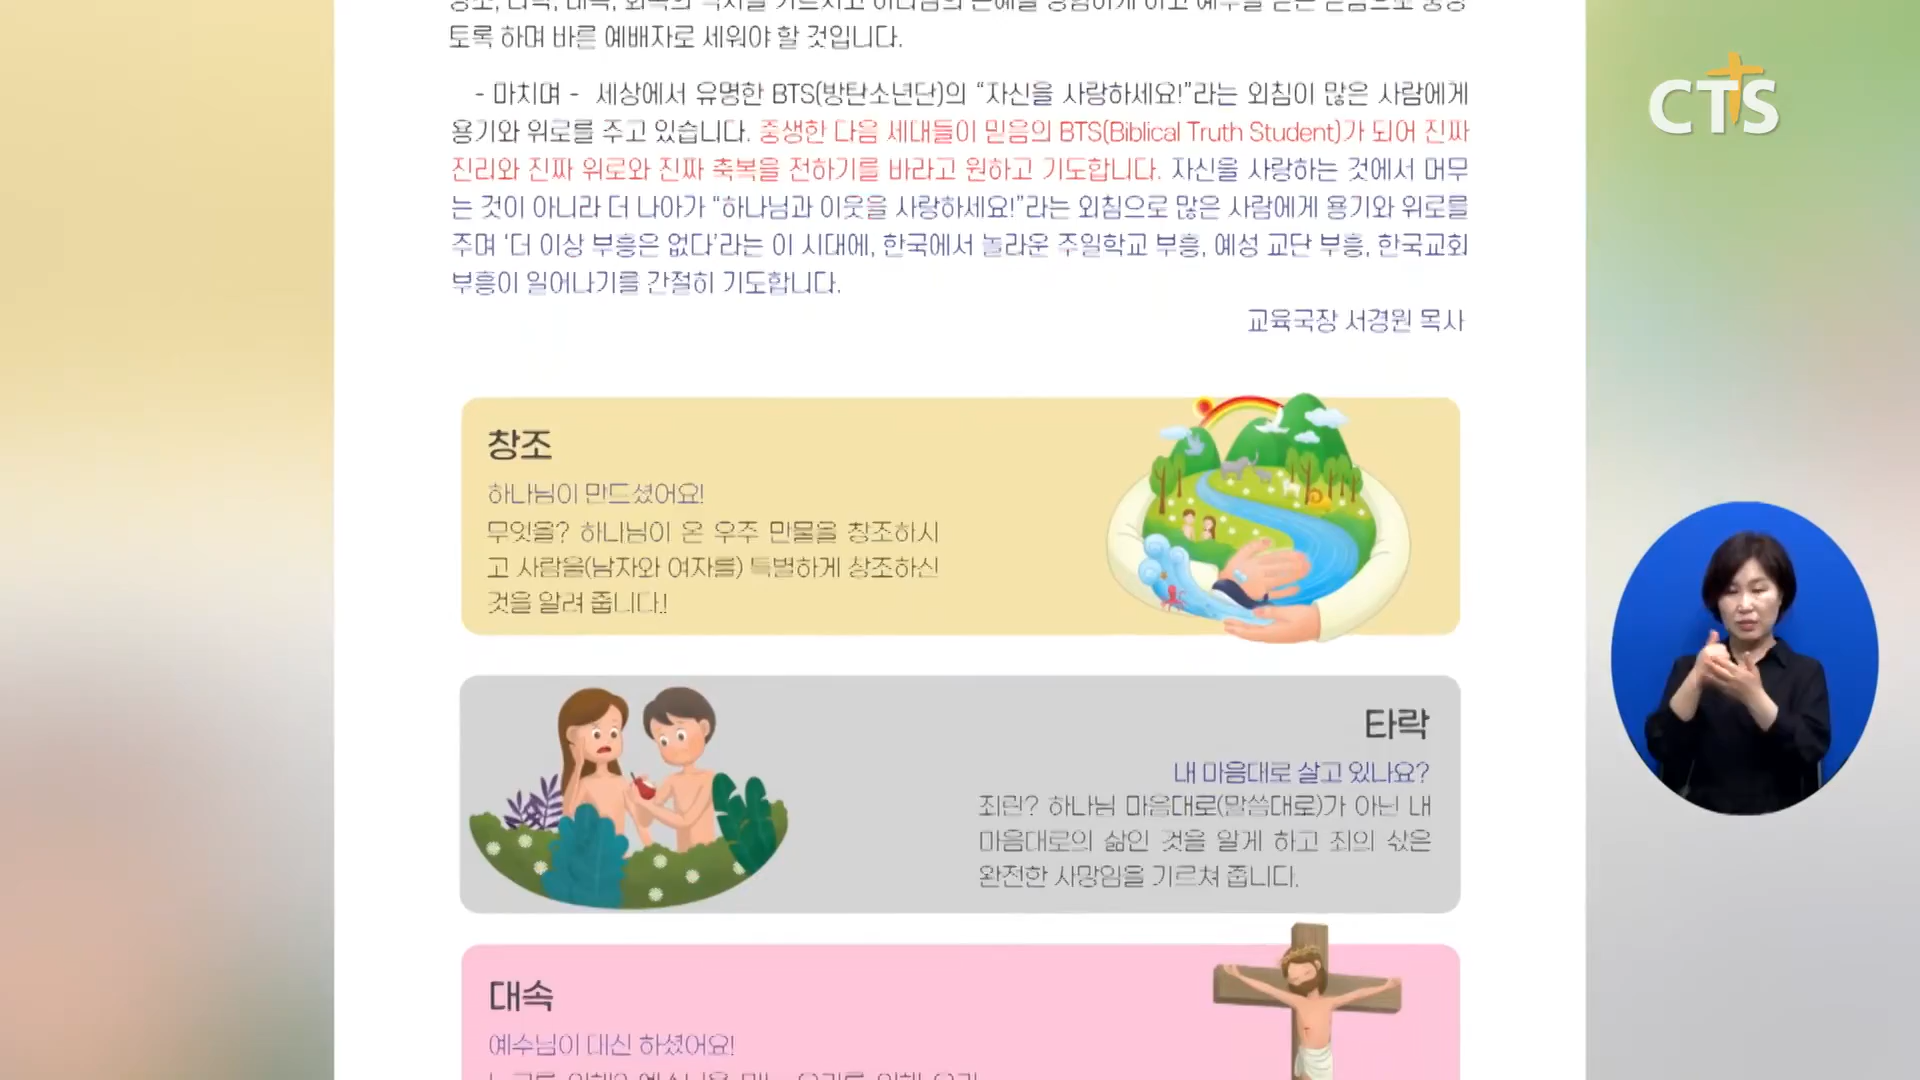 토록 하며 바른 예배자로 세워야 할 것입니다.
- 마치며 - 세상에서 유명한 BTS(방탄소년단)의 “자신을 사랑하세요!”라는 외침이 많은 사람에게
용기와 위로를 주고 있습니다. 중생한 다음 세대들이 믿음의 BTS(Biblical Truth Student)가 되어 진짜
진리와 진짜 위로와 진짜 축복을 전하기를 바라고 원하고 기도합니다. 자신을 사랑하는 것에서 머무
는 것이 아니라 더 나아가 “하나님과 이웃을 사랑하세요!”라는 외침으로 많은 사람에게 용기와 위로를
주며 ‘더 이상 부흥은 없다’라는 이 시대에, 한국에서 놀라운 주일학교 부흥, 예성 교단 부흥, 한국교회
부흥이 일어나기를 간절히 기도합니다.
교육국장 서경원 목사
CTS
창조
하나님이 만드셨어요!
무엇을? 하나님이 온 우주 만물을 창조하시
고 사람을(남자와 여자를) 특별하게 창조하신
것을 알려 줍니다.!
타락
내 마음대로 살고 있나요?
죄란? 하나님 마음대로(말씀대로)가 아닌 내
마음대로의 삶인 것을 알게 하고 죄의 삯은
완전한 사망임을 가르쳐 줍니다.
대속
예수님이 대신 하셨어요!